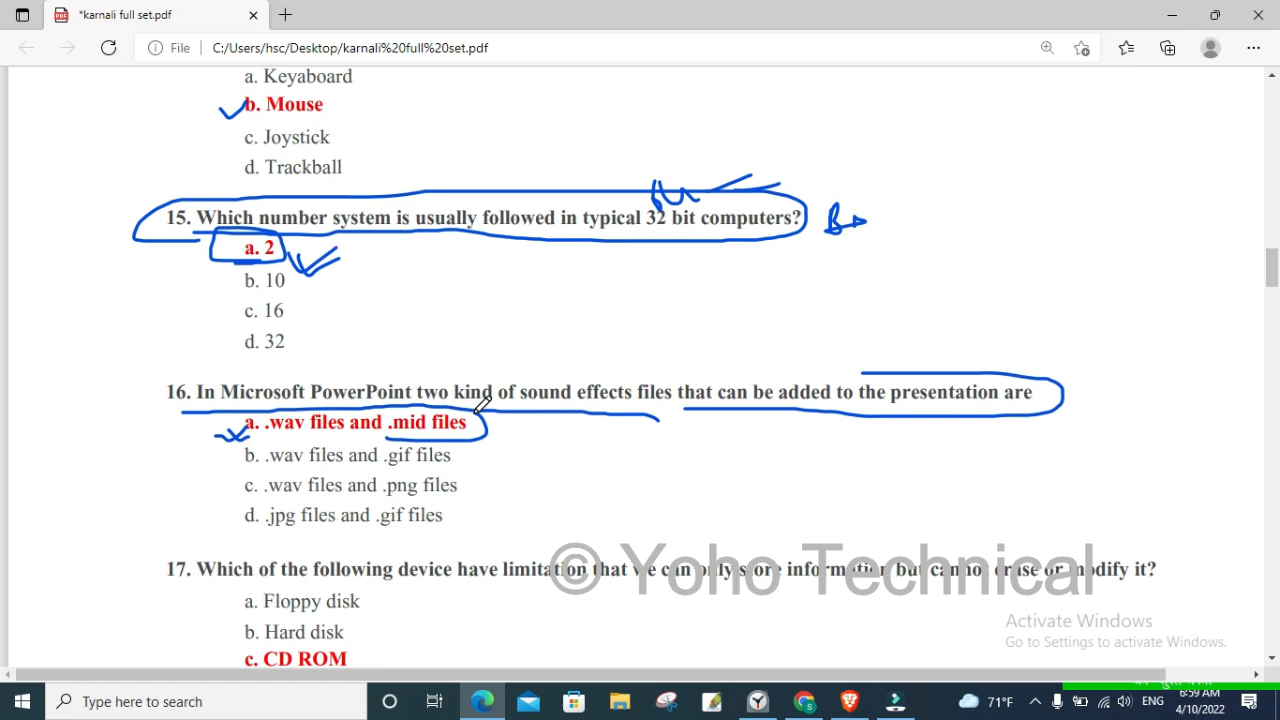 *karnali full set.pdf
File
C:/Users/hsc/Desktop/karnali%20full%20set.pdf
a. Keyaboard
b. Mouse
c. Joystick
d. Trackball
15. Which number system is usually followed in typical 32 bit computers?
a. 2
b. 10
c. 16
d. 32
16. In Microsoft PowerPoint two kind of sound effects files that can be added to the presentation are
a. .wav files and .mid files
b. .wav files and .gif files
c. .wav files and .png files
d. .jpg files and .gif files
© Yoho Technical
17. Which of the following device have limitation that we can only store information but cannot erase or modify it?
a. Floppy disk
b. Hard disk
c. CD ROM
Activate Windows
Go to Settings to activate Windows.
Type here to search
71°F
ENG
6:59 AM
4/10/2022